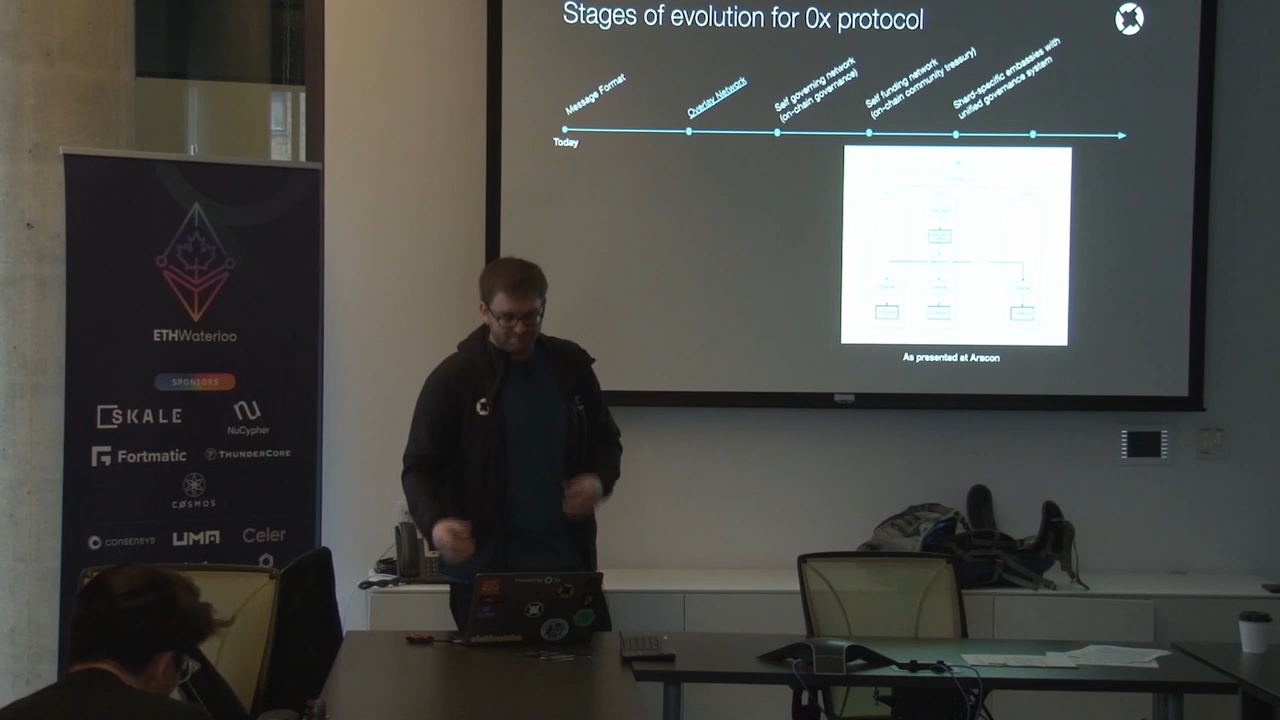 Stages of evolution for 0x protocol
Message Format
Overlay Network
Self governing network
(on-chain governance)
Self funding network
(on-chain community treasury)
Shard-specific embassies with
unified governance system
Today
As presented at Aracon
ETHWaterloo
SPONSORS
SKALE
NuCypher
Fortmatic
THUNDERCORE
COSMOS
CONSENSYS
UMA
Celer